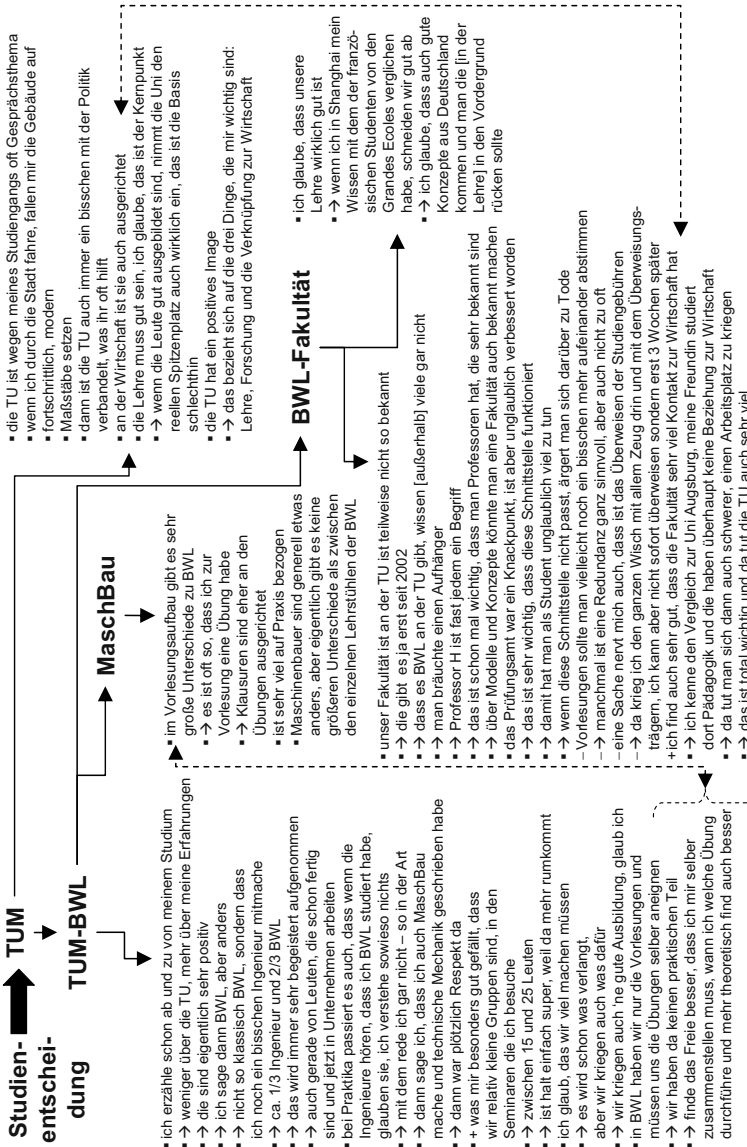 Studien-
entschei-
dung
TUM
TUM-BWL
MaschBau
BWL-Fakultät
▪ die TU ist wegen meines Studiengangs oft Gesprächsthema
▪ wenn ich durch die Stadt fahre, fallen mir die Gebäude auf
▪ fortschrittlich, modern
▪ Maßstäbe setzen
▪ dann ist die TU auch immer ein bisschen mit der Politik
verbandelt, was ihr oft hilft
▪ an der Wirtschaft ist sie auch ausgerichtet
▪ die Lehre muss gut sein, ich glaube, das ist der Kernpunkt
▪ → wenn die Leute gut ausgebildet sind, nimmt die Uni den
reellen Spitzenplatz auch wirklich ein, das ist die Basis
schlechthin
▪ die TU hat ein positives Image
▪ → das bezieht sich auf die drei Dinge, die mir wichtig sind:
Lehre, Forschung und die Verknüpfung zur Wirtschaft
▪ im Vorlesungsaufbau gibt es sehr
große Unterschiede zu BWL
▪ → es ist oft so, dass ich zur
Vorlesung eine Übung habe
▪ → Klausuren sind eher an den
Übungen ausgerichtet
▪ ist sehr viel auf Praxis bezogen
▪ Maschinenbauer sind generell etwas
anders, aber eigentlich gibt es keine
größeren Unterschiede als zwischen
den einzelnen Lehrstühlen der BWL
▪ ich glaube, dass unsere
Lehre wirklich gut ist
▪ → wenn ich in Shanghai mein
Wissen mit dem der franzö-
sischen Studenten von den
Grandes Ecoles verglichen
habe, schneiden wir gut ab
▪ → ich glaube, dass auch gute
Konzepte aus Deutschland
kommen und man die [in der
Lehre] in den Vordergrund
rücken sollte
▪ unser Fakultät ist an der TU ist teilweise nicht so bekannt
▪ → die gibt es ja erst seit 2002
▪ → dass es BWL an der TU gibt, wissen [außerhalb] viele gar nicht
▪ → man bräuchte einen Aufhänger
▪ → Professor H ist fast jedem ein Begriff
▪ → das ist schon mal wichtig, dass man Professoren hat, die sehr bekannt sind
▪ → über Modelle und Konzepte könnte man eine Fakultät auch bekannt machen
▪ das Prüfungsamt war ein Knackpunkt, ist aber unglaublich verbessert worden
▪ → das ist sehr wichtig, dass diese Schnittstelle funktioniert
▪ → damit hat man als Student unglaublich viel zu tun
▪ → wenn diese Schnittstelle nicht passt, ärgert man sich darüber zu Tode
– Vorlesungen sollte man vielleicht noch ein bisschen mehr aufeinander abstimmen
– → manchmal ist eine Redundanz ganz sinnvoll, aber auch nicht zu oft
– eine Sache nervt mich auch, dass ist das Überweisen der Studiengebühren
– → da krieg ich den ganzen Wisch mit allem Zeug drin und mit dem Überweisungs-
trägern, ich kann aber nicht sofort überweisen sondern erst 3 Wochen später
+ ich find auch sehr gut, dass die Fakultät sehr viel Kontakt zur Wirtschaft hat
▪ → ich kenne den Vergleich zur Uni Augsburg, meine Freundin studiert
dort Pädagogik und die haben überhaupt keine Beziehung zur Wirtschaft
▪ → da tut man sich dann auch schwerer, einen Arbeitsplatz zu kriegen
▪ → das ist total wichtig und da tut die TU auch sehr viel
▪ ich erzähle schon ab und zu von meinem Studium
▪ → weniger über die TU, mehr über meine Erfahrungen
▪ → die sind eigentlich sehr positiv
▪ → ich sage dann BWL, aber anders
▪ → nicht so klassisch BWL, sondern dass
ich noch ein bisschen Ingenieur mitmache
▪ → ca. 1/3 Ingenieur und 2/3 BWL
▪ → das wird immer sehr begeistert aufgenommen
▪ → auch gerade von Leuten, die schon fertig
sind und jetzt in Unternehmen arbeiten
▪ bei Praktika passiert es auch, dass wenn die
Ingenieure hören, dass ich BWL studiert habe,
glauben sie, ich verstehe sowieso nichts
▪ → mit dem rede ich gar nicht – so in der Art
▪ → dann sage ich, dass ich auch MaschBau
mache und technische Mechanik geschrieben habe
▪ → dann war plötzlich Respekt da
▪ + was mir besonders gut gefällt, dass
wir relativ kleine Gruppen sind, in den
Seminaren die ich besuche
▪ → zwischen 15 und 25 Leuten
▪ → ist halt einfach super, weil da mehr rumkommt
▪ ich glaub, das wir viel machen müssen
▪ → es wird schon was verlangt,
aber wir kriegen auch was dafür
▪ → wir kriegen auch 'ne gute Ausbildung, glaub ich
▪ in BWL haben wir nur die Vorlesungen und
müssen uns die Übungen selber aneignen
▪ → wir haben da keinen praktischen Teil
▪ → finde das Freie besser, dass ich mir selber
zusammenstellen muss, wann ich welche Übung
durchführe und mehr theoretisch find auch besser